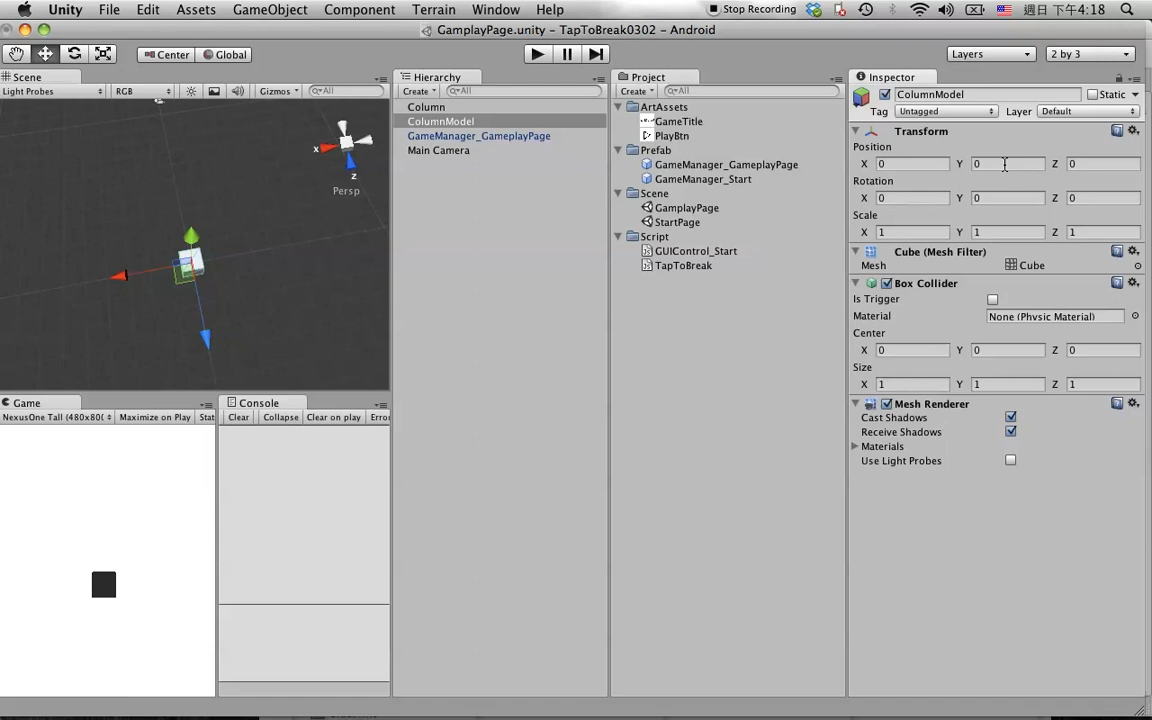 Unity File Edit Assets GameObject Component Terrain Window Help Stop Recording 週日 下午4:18
GamplayPage.unity - TapToBreak0302 - Android
Center Global Layers 2 by 3
Scene Hierarchy Project Inspector
Light Probes RGB Gizmos All Create All Create All
ColumnModel Static
Tag Untagged Layer Default
Column
ColumnModel
GameManager_GameplayPage
Main Camera
ArtAssets
GameTitle
PlayBtn
Prefab
GameManager_GameplayPage
GameManager_Start
Scene
GamplayPage
StartPage
Script
GUIControl_Start
TapToBreak
x
z
Persp
Transform
Position
X 0 Y 0 Z 0
Rotation
X 0 Y 0 Z 0
Scale
X 1 Y 1 Z 1
Cube (Mesh Filter)
Mesh Cube
Box Collider
Is Trigger
Material None (Physic Material)
Center
X 0 Y 0 Z 0
Size
X 1 Y 1 Z 1
Mesh Renderer
Cast Shadows
Receive Shadows
Materials
Use Light Probes
Game Console
NexusOne Tall (480x80( Maximize on Play Stat Clear Collapse Clear on play Erro